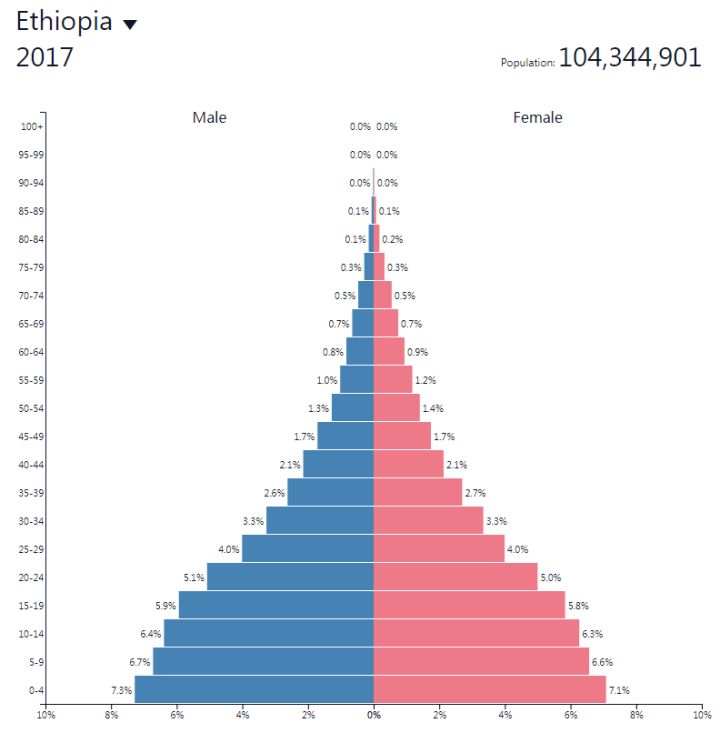 Ethiopia
2017
Population: 104,344,901
Male Female
100+ 0.0% 0.0%
95-99 0.0% 0.0%
90-94 0.0% 0.0%
85-89 0.1% 0.1%
80-84 0.1% 0.2%
75-79 0.3% 0.3%
70-74 0.5% 0.5%
65-69 0.7% 0.7%
60-64 0.8% 0.9%
55-59 1.0% 1.2%
50-54 1.3% 1.4%
45-49 1.7% 1.7%
40-44 2.1% 2.1%
35-39 2.6% 2.7%
30-34 3.3% 3.3%
25-29 4.0% 4.0%
20-24 5.1% 5.0%
15-19 5.9% 5.8%
10-14 6.4% 6.3%
5-9 6.7% 6.6%
0-4 7.3% 7.1%
10% 8% 6% 4% 2% 0% 2% 4% 6% 8% 10%